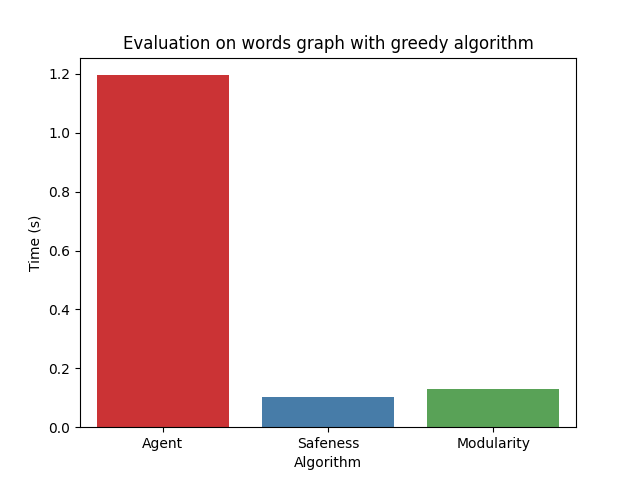 Evaluation on words graph with greedy algorithm
Time (s)
1.2
1.0
0.8
0.6
0.4
0.2
0.0
Agent
Safeness
Modularity
Algorithm